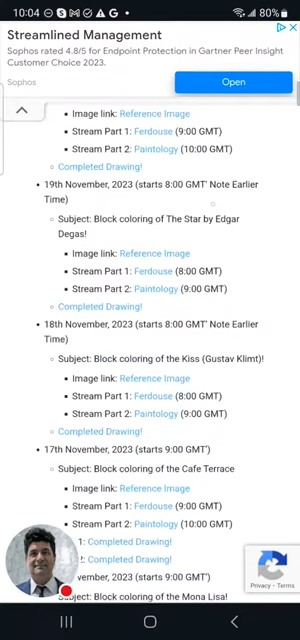 10:04
80%
Streamlined Management
Sophos rated 4.8/5 for Endpoint Protection in Gartner Peer Insight
Customer Choice 2023.
Sophos
Open
Image link: Reference Image
Stream Part 1: Ferdouse (9:00 GMT)
Stream Part 2: Paintology (10:00 GMT)
Completed Drawing!
19th November, 2023 (starts 8:00 GMT' Note Earlier
Time)
Subject: Block coloring of The Star by Edgar
Degas!
Image link: Reference Image
Stream Part 1: Ferdouse (8:00 GMT)
Stream Part 2: Paintology (9:00 GMT)
Completed Drawing!
18th November, 2023 (starts 8:00 GMT' Note Earlier
Time)
Subject: Block coloring of the Kiss (Gustav Klimt)!
Image link: Reference Image
Stream Part 1: Ferdouse (8:00 GMT)
Stream Part 2: Paintology (9:00 GMT)
Completed Drawing!
17th November, 2023 (starts 9:00 GMT')
Subject: Block coloring of the Cafe Terrace
Image link: Reference Image
Stream Part 1: Ferdouse (9:00 GMT)
Stream Part 2: Paintology (10:00 GMT)
1: Completed Drawing!
2: Completed Drawing!
vember, 2023 (starts 9:00 GMT')
Subject: Block coloring of the Mona Lisa!
Privacy - Terms